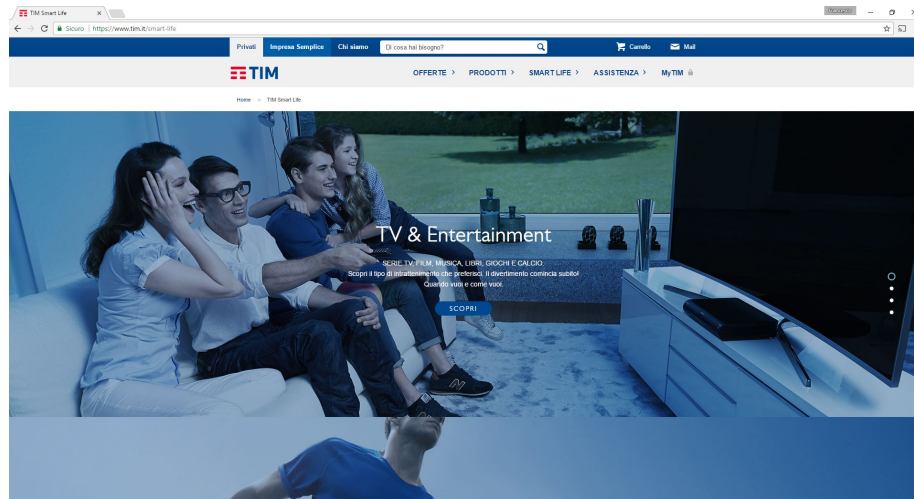 TIM Smart Life
Sicuro | https://www.tim.it/smart-life
Privati Impresa Semplice Chi siamo Di cosa hai bisogno? Carrello Mail
TIM OFFERTE > PRODOTTI > SMART LIFE > ASSISTENZA > MyTIM
Home > TIM Smart Life
TV & Entertainment
SERIE TV, FILM, MUSICA, LIBRI, GIOCHI E CALCIO.
Scopri il tipo di intrattenimento che preferisci. Il divertimento comincia subito!
Quando vuoi e come vuoi.
SCOPRI